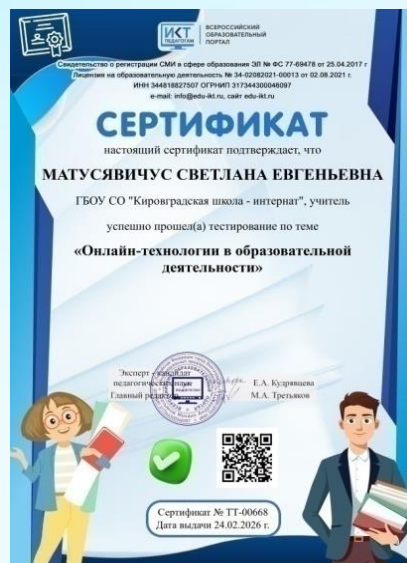 ИКТ
ПЕДАГОГАМ
ВСЕРОССИЙСКИЙ
ОБРАЗОВАТЕЛЬНЫЙ
ПОРТАЛ
Свидетельство о регистрации СМИ в сфере образования ЭЛ № ФС 77-69478 от 25.04.2017 г
Лицензия на образовательную деятельность № 34-02082021-00013 от 02.08.2021 г.
ИНН 344818827507 ОГРНИП 317344300046097
e-mail: info@edu-ikt.ru, сайт edu-ikt.ru
СЕРТИФИКАТ
настоящий сертификат подтверждает, что
МАТУСЯВИЧУС СВЕТЛАНА ЕВГЕНЬЕВНА
ГБОУ СО "Кировградская школа - интернат", учитель
успешно прошел(а) тестирование по теме
«Онлайн-технологии в образовательной
деятельности»
Эксперт - кандидат
педагогических наук Е.А. Кудрявцева
Главный редактор М.А. Третьяков
Сертификат № ТТ-00668
Дата выдачи 24.02.2026 г.